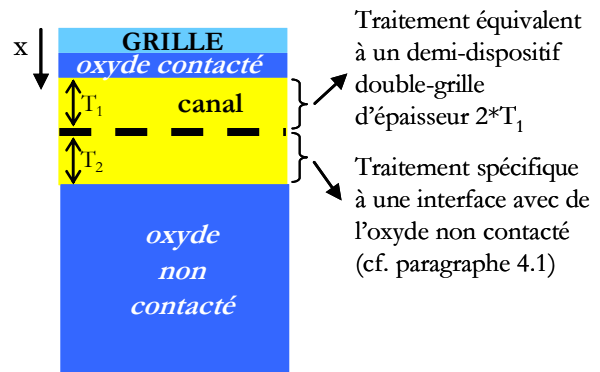 x
GRILLE
oxyde contacté
T1
canal
T2
oxyde
non
contacté
Traitement équivalent
à un demi-dispositif
double-grille
d'épaisseur 2*T1
Traitement spécifique
à une interface avec de
l'oxyde non contacté
(cf. paragraphe 4.1)